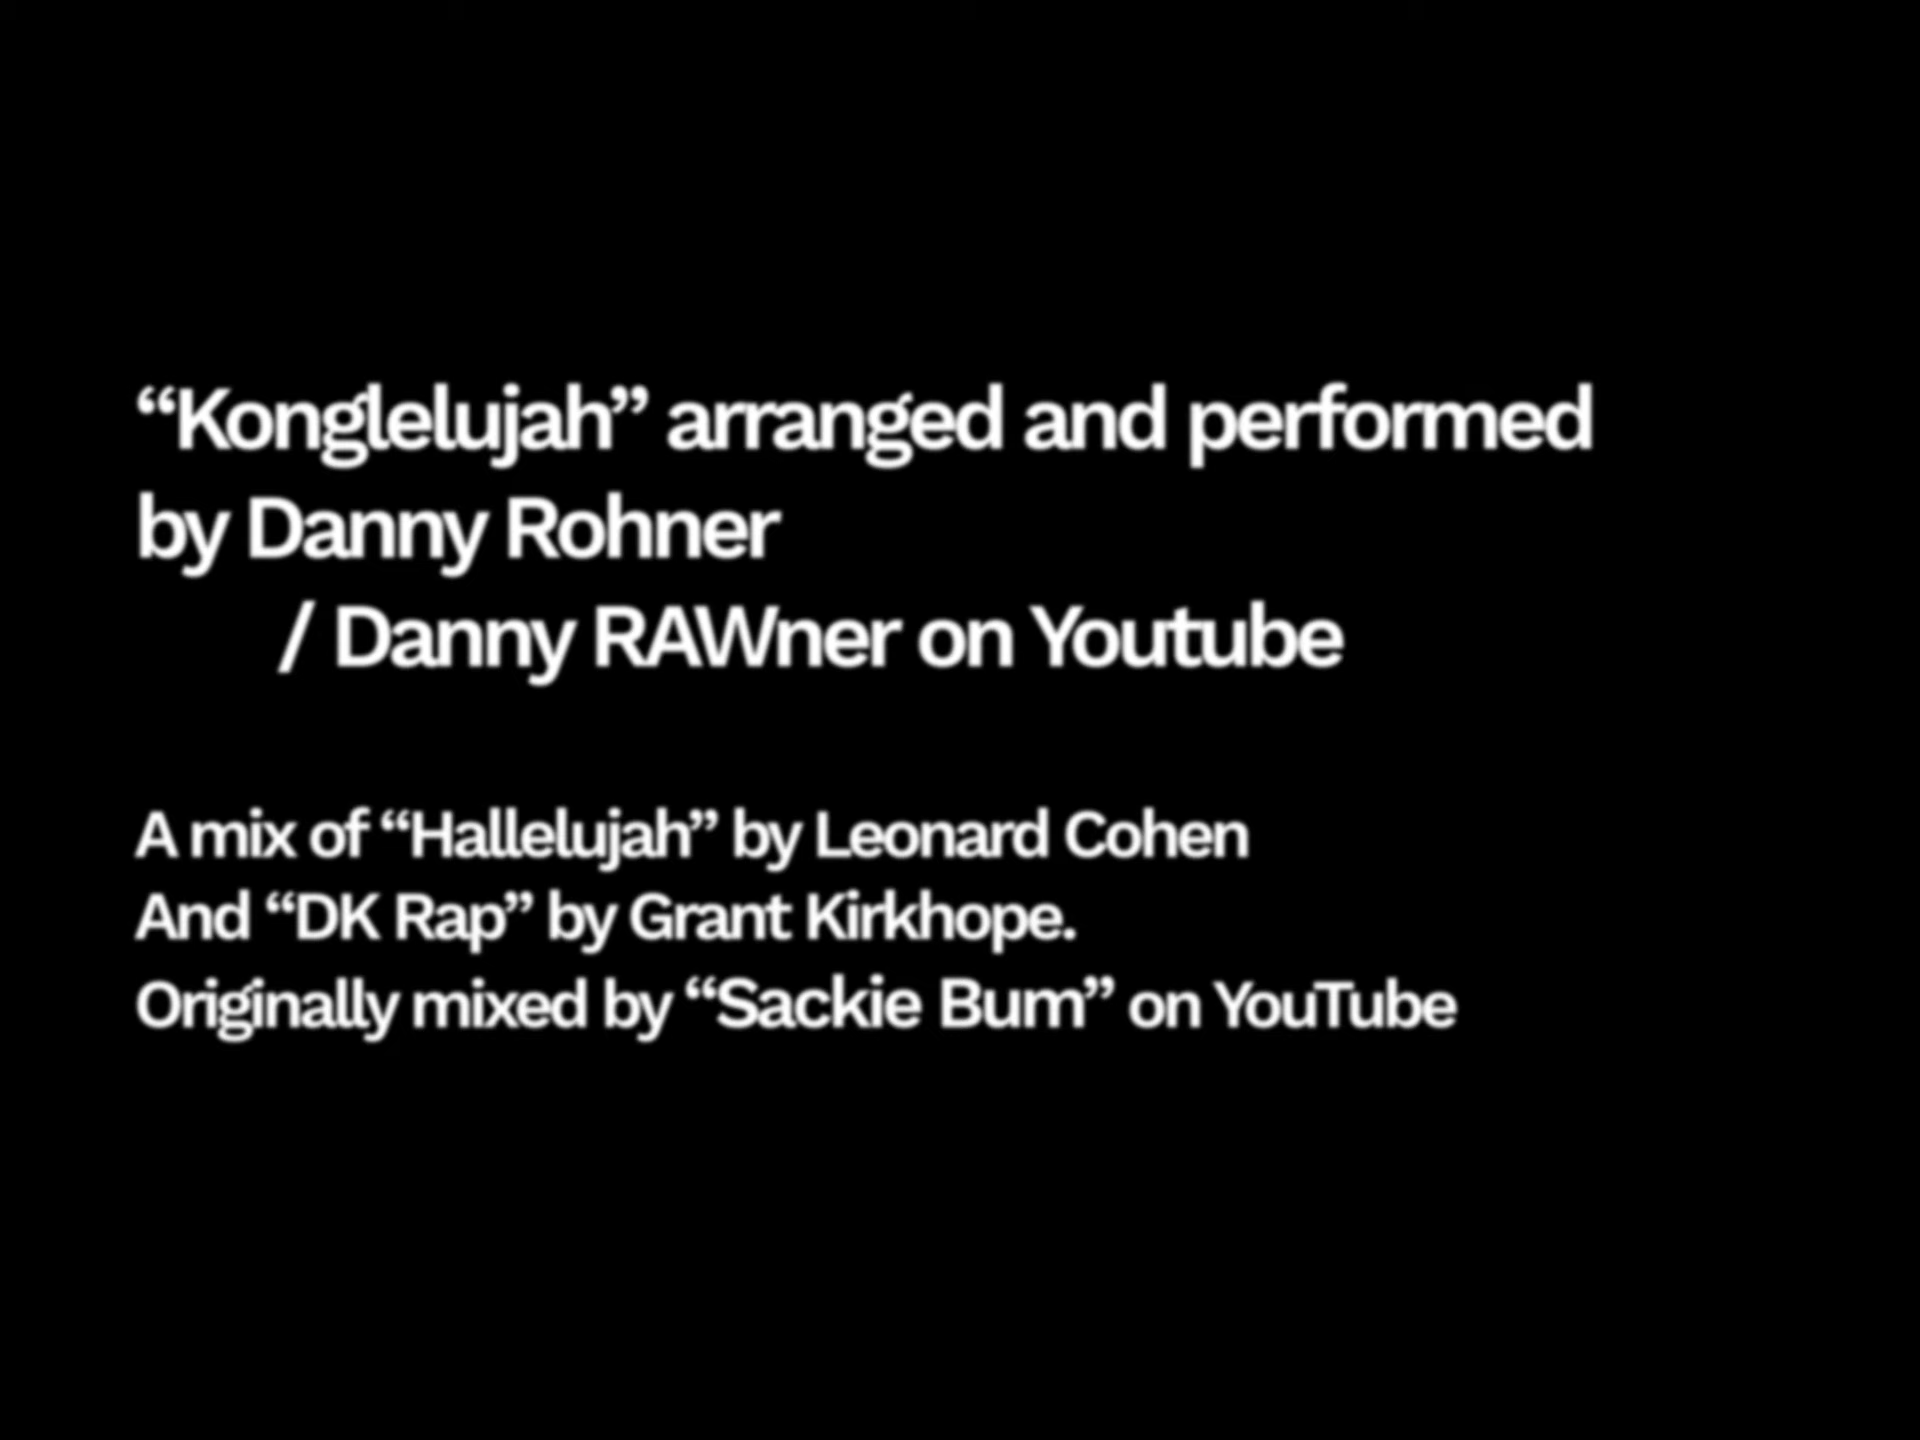 “Konglelujah” arranged and performed
by Danny Rohner
/ Danny RAWner on Youtube
A mix of “Hallelujah” by Leonard Cohen
And “DK Rap” by Grant Kirkhope.
Originally mixed by “Sackie Bum” on YouTube